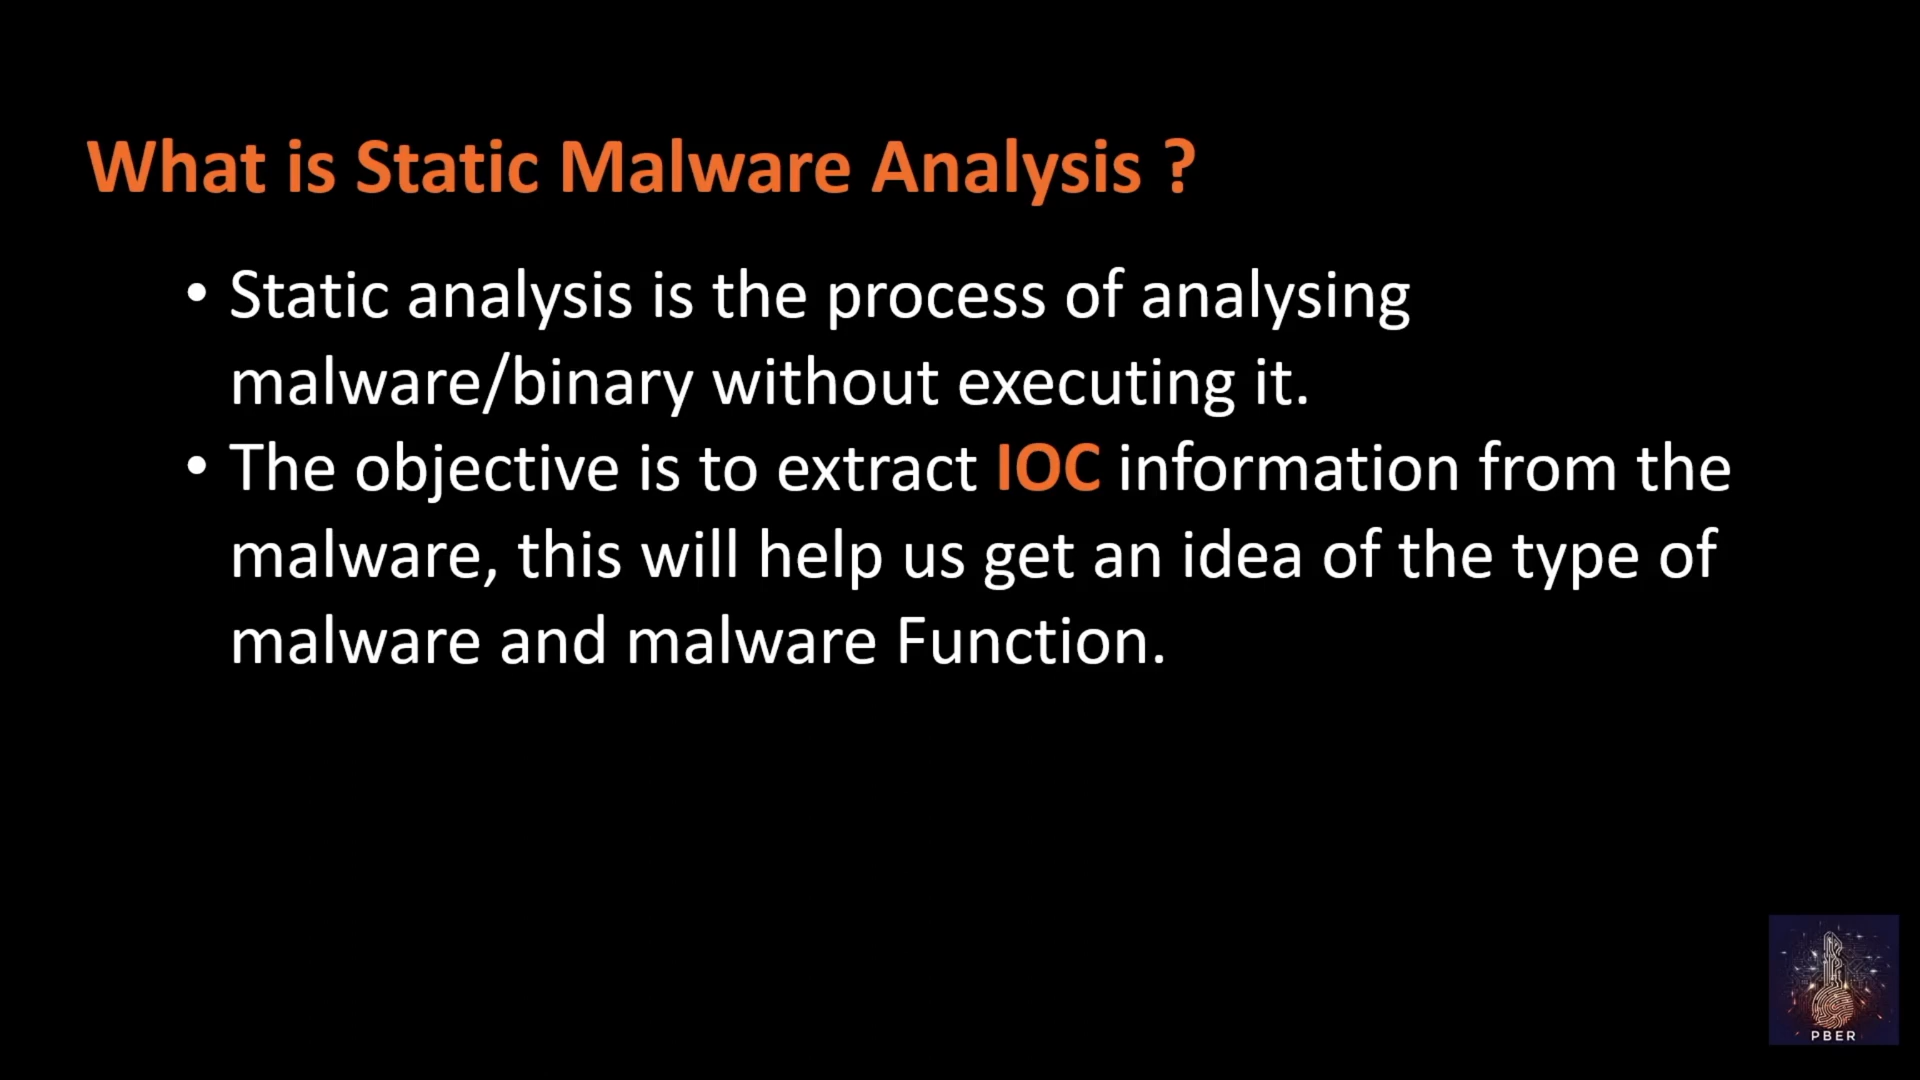 What is Static Malware Analysis ?
• Static analysis is the process of analysing
malware/binary without executing it.
• The objective is to extract IOC information from the
malware, this will help us get an idea of the type of
malware and malware Function.
PBER